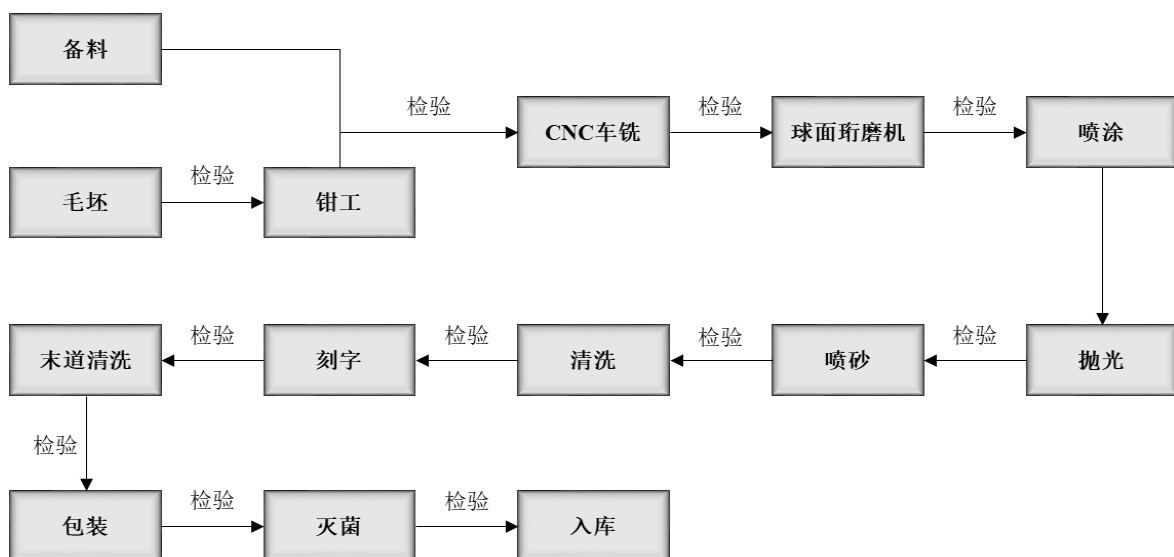 备料
检验
CNC车铣
检验
球面珩磨机
检验
喷涂
毛坯
检验
钳工
末道清洗
检验
刻字
检验
清洗
检验
喷砂
检验
抛光
检验
包装
检验
灭菌
检验
入库